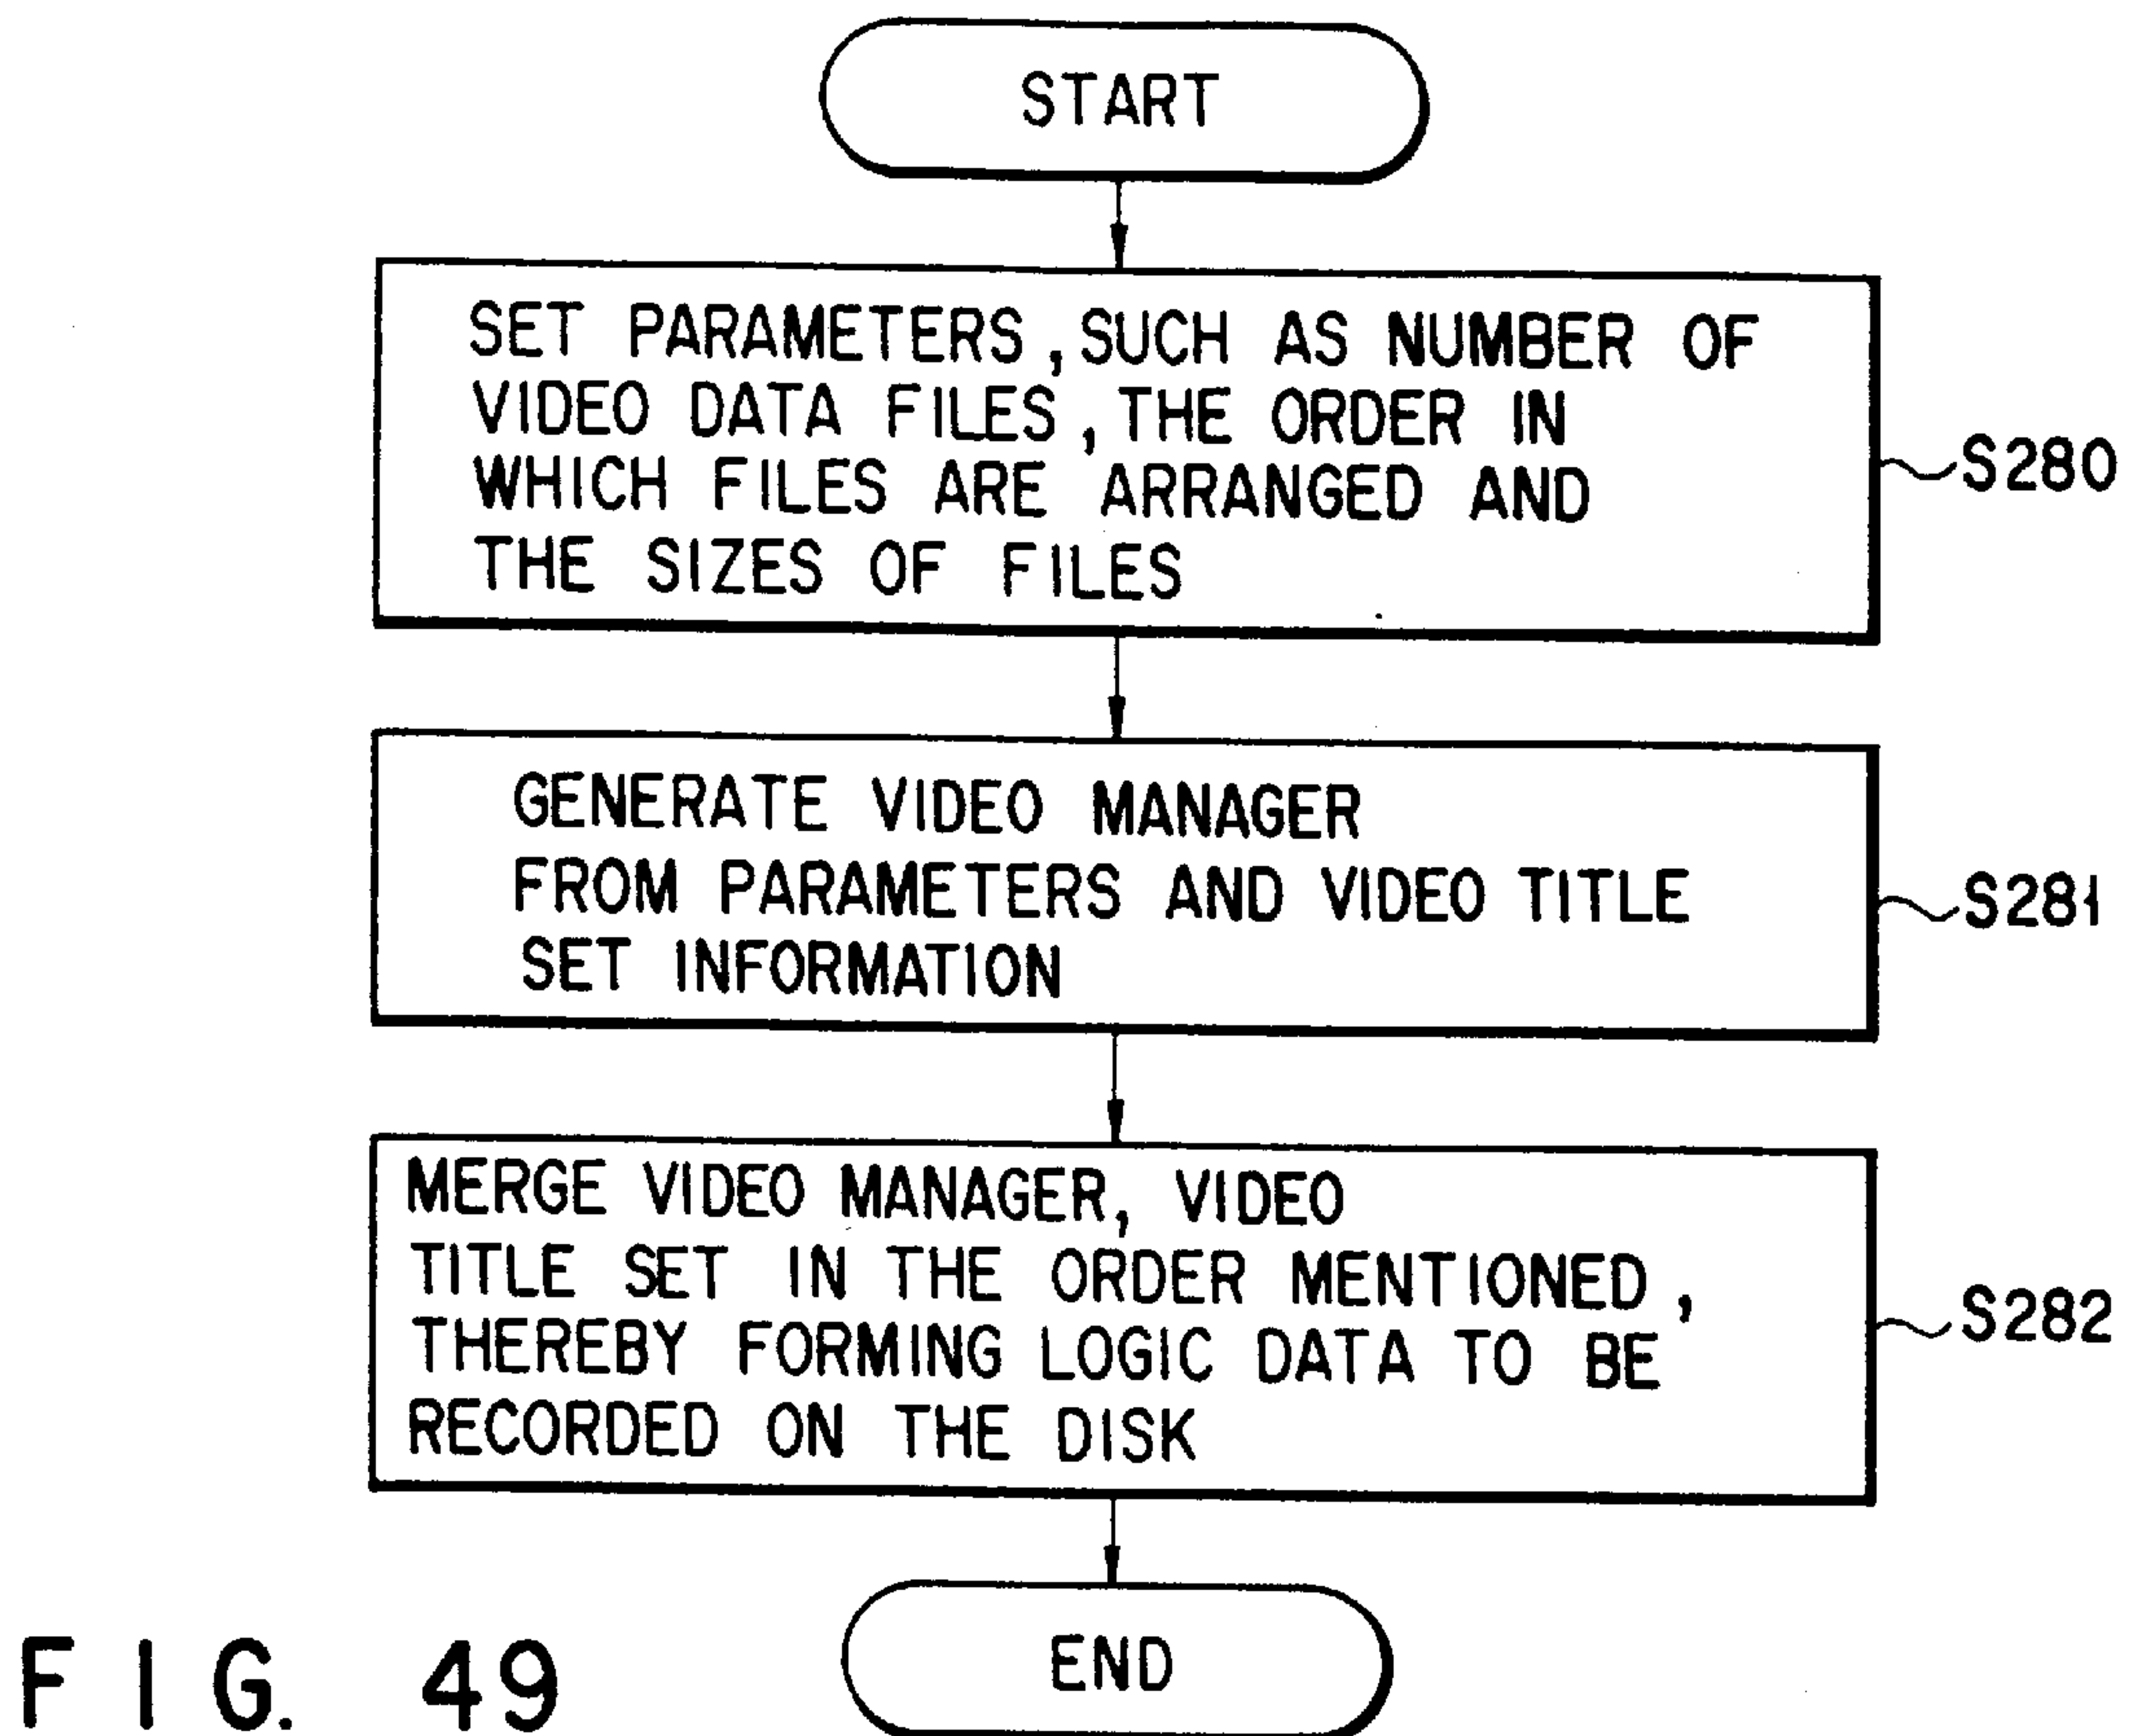 START
SET PARAMETERS, SUCH AS NUMBER OF
VIDEO DATA FILES, THE ORDER IN
WHICH FILES ARE ARRANGED AND
THE SIZES OF FILES
S280
GENERATE VIDEO MANAGER
FROM PARAMETERS AND VIDEO TITLE
SET INFORMATION
S281
MERGE VIDEO MANAGER, VIDEO
TITLE SET IN THE ORDER MENTIONED,
THEREBY FORMING LOGIC DATA TO BE
RECORDED ON THE DISK
S282
END
FIG. 49